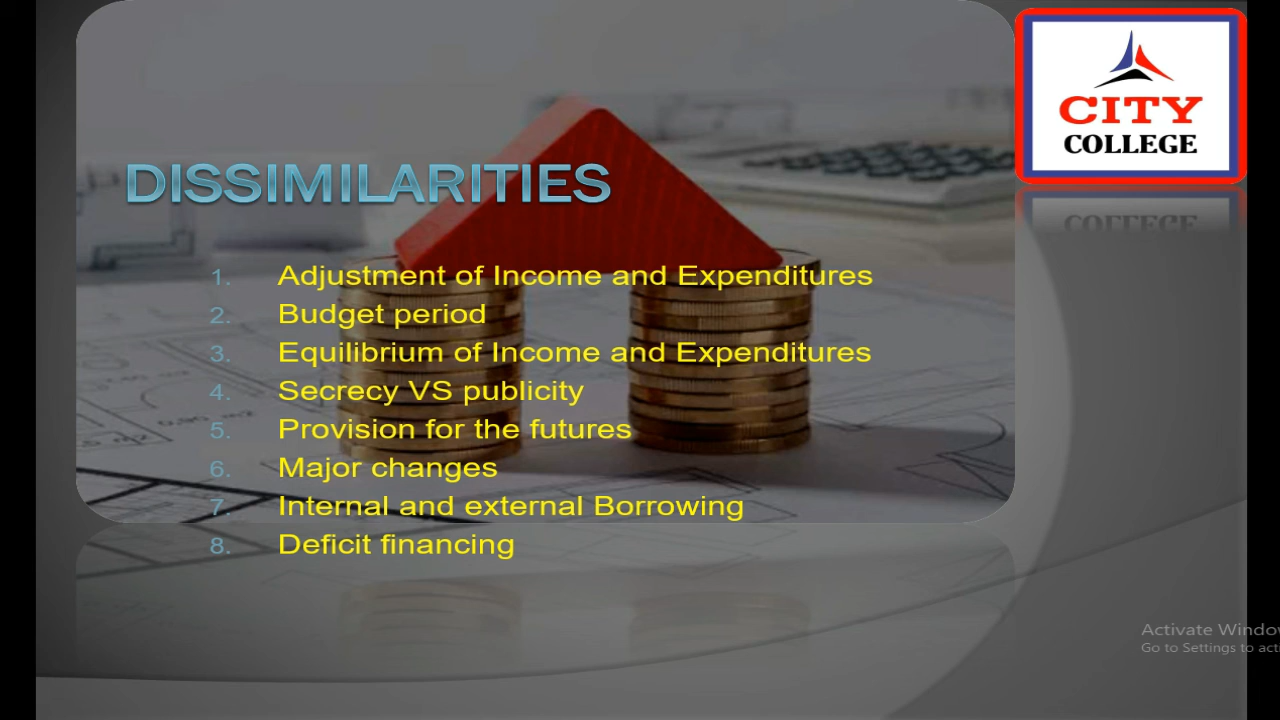 CITY
COLLEGE
DISSIMILARITIES
1. Adjustment of Income and Expenditures
2. Budget period
3. Equilibrium of Income and Expenditures
4. Secrecy VS publicity
5. Provision for the futures
6. Major changes
7. Internal and external Borrowing
8. Deficit financing
Activate Windo
Go to Settings to acti